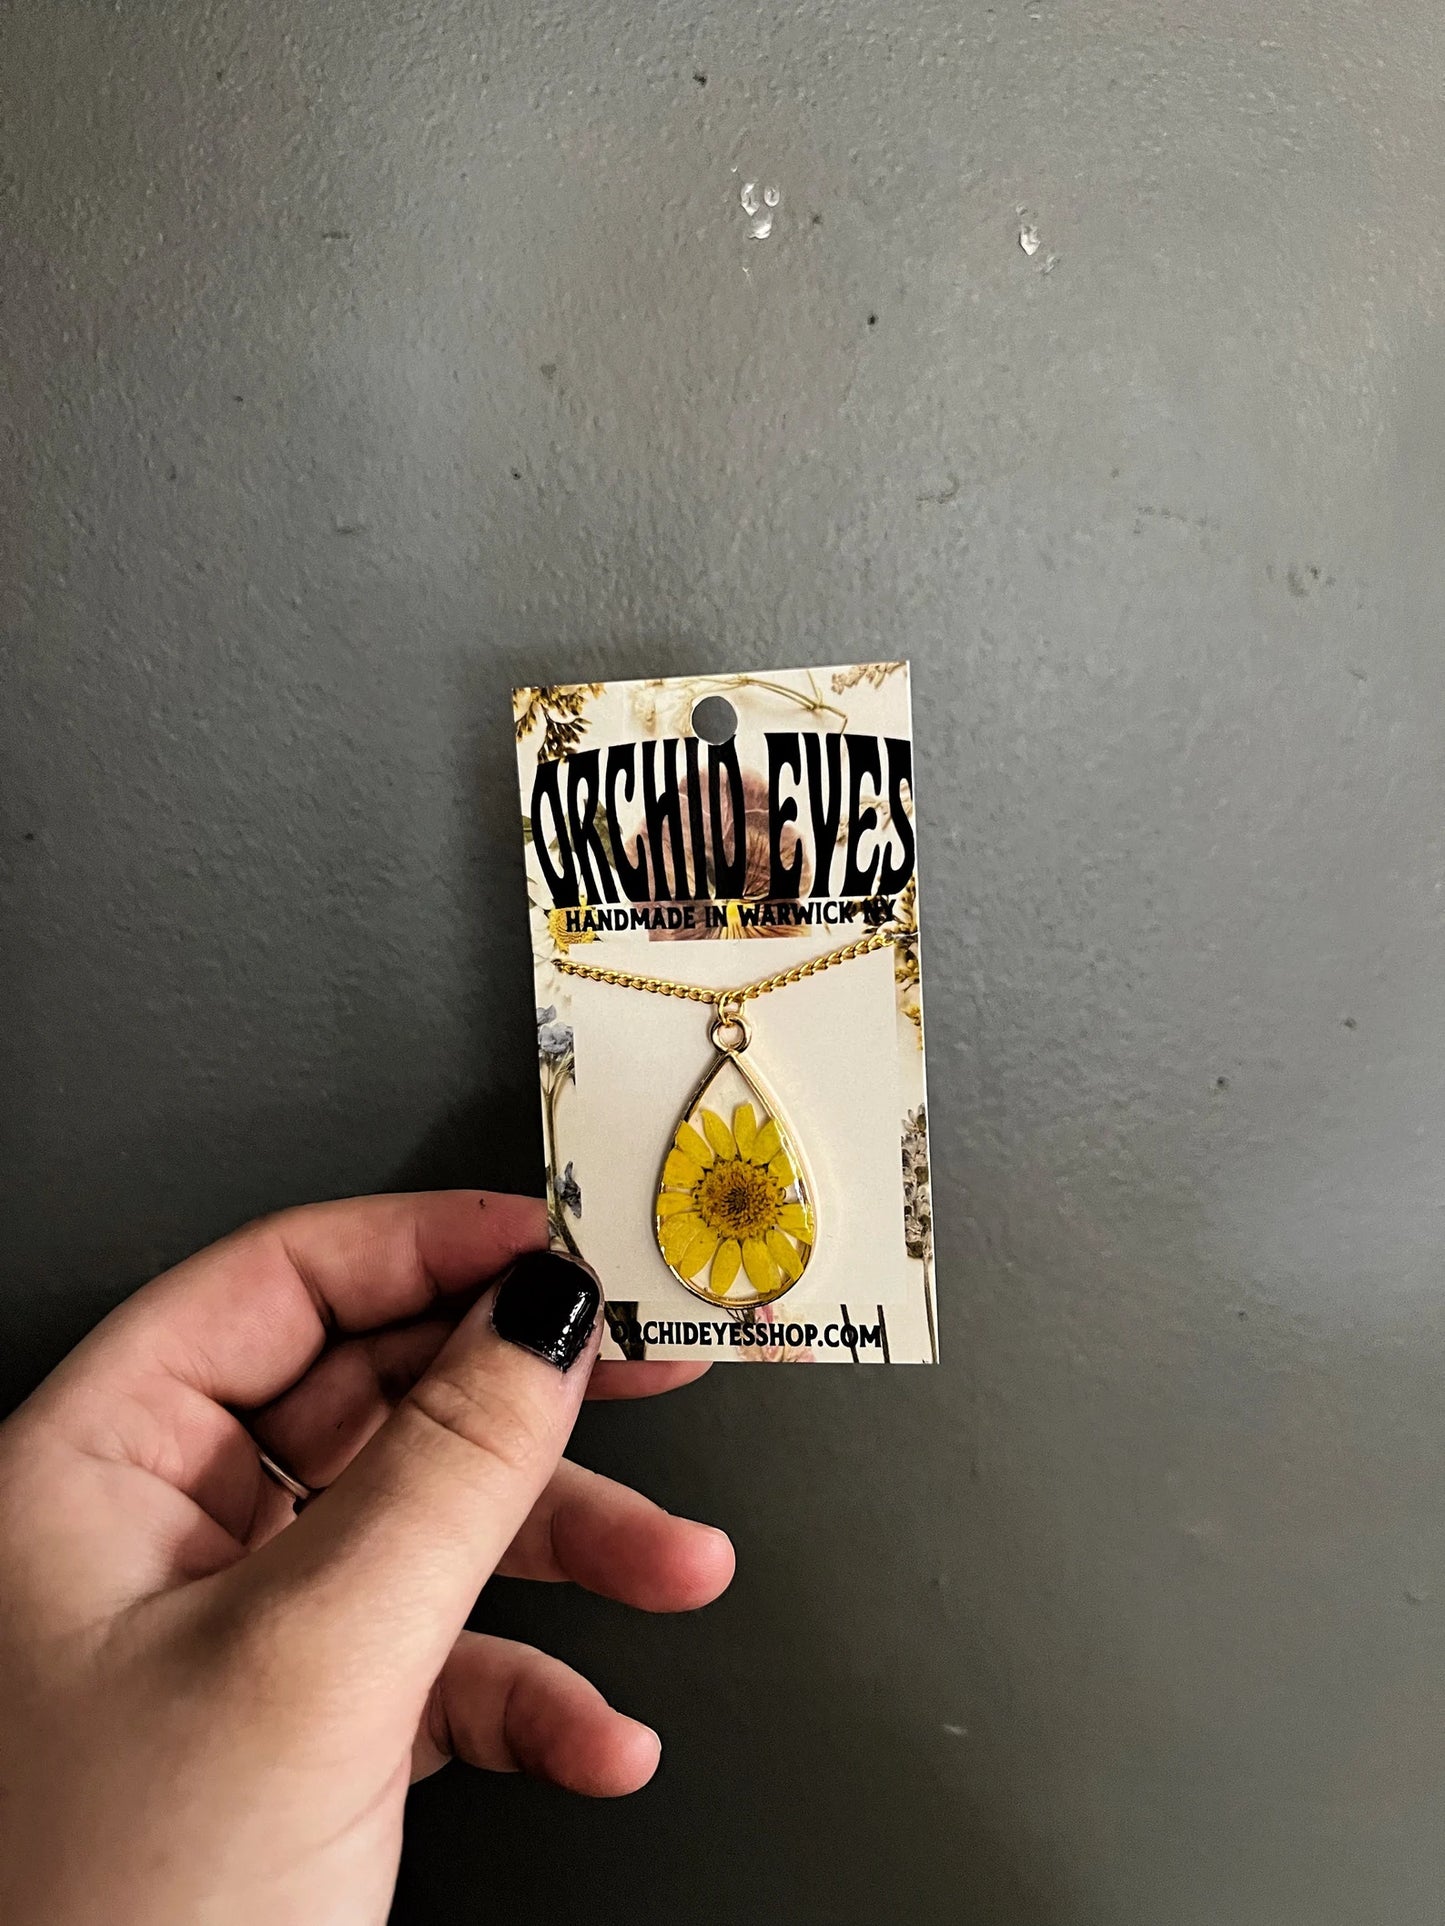 ORCHID EYES
HANDMADE IN WARWICK NY
ORCHIDEYESSHOP.COM